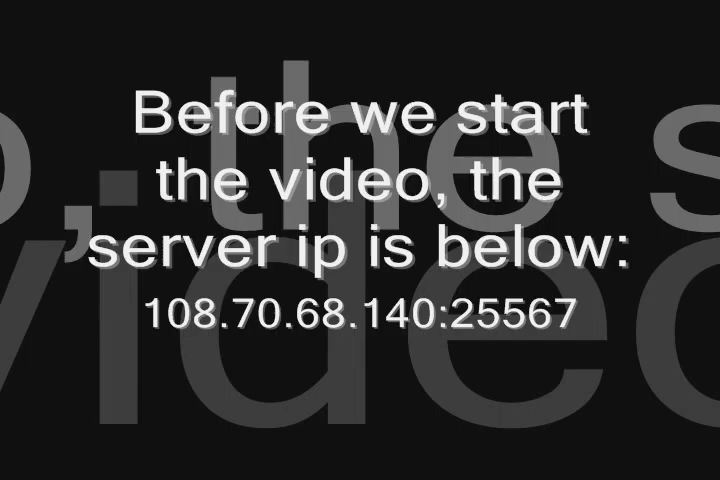 Before we start
the video, the
server ip is below:
108.70.68.140:25567